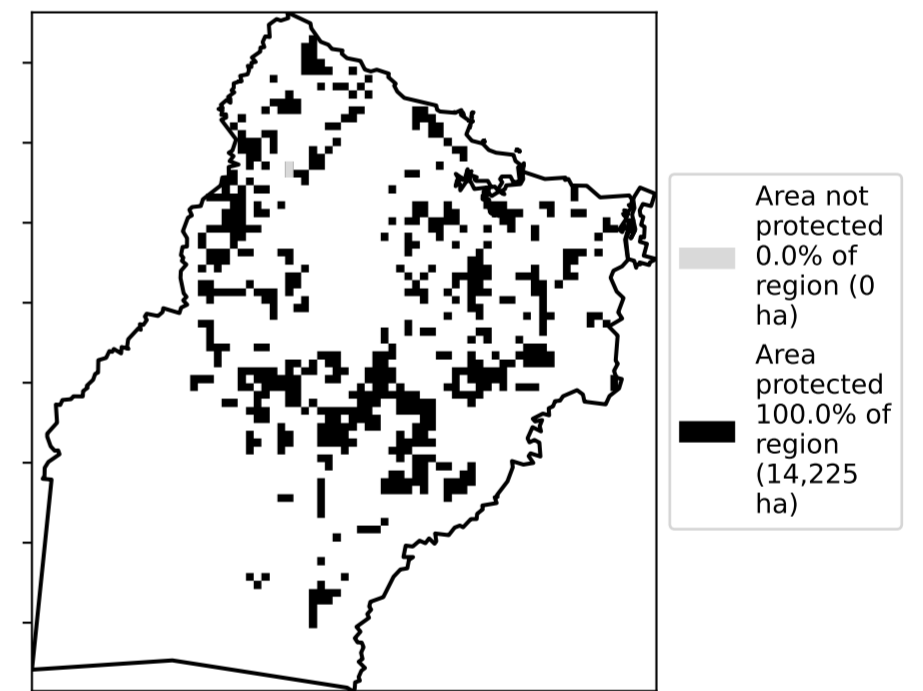 Area not
protected
0.0% of
region (0
ha)
Area
protected
100.0% of
region
(14,225
ha)